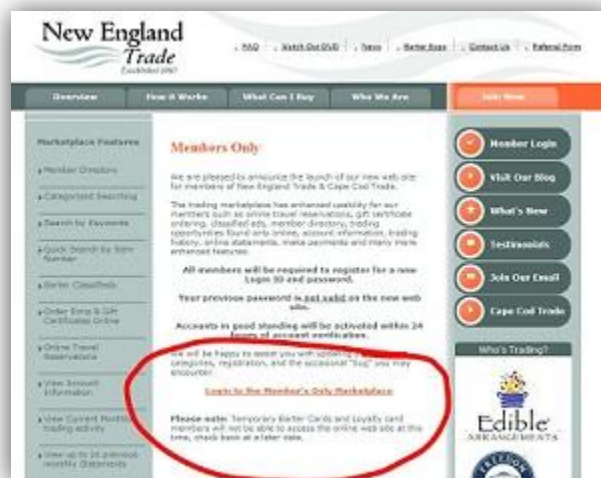 New England
Trade
Established 1987
FAQ
Watch Our DVD
News
Barter Expo
Contact Us
Referral Form
Overview
How it Works
What Can I Buy
Who We Are
Join Now
Marketplace Features
Member Directory
Categorized Searching
Search by Keywords
Quick Search by Item
Number
Barter Classifieds
Order Scrip & Gift
Certificates Online
Online Travel
Reservations
View Account
Information
View Current Monthly
trading activity
View up to 26 previous
monthly statements
Members Only
We are pleased to announce the launch of our new web site
for members of New England Trade & Cape Cod Trade.
The trading marketplace has enhanced usability for our
members such as online travel reservations, gift certificate
ordering, classified ads, member directory, trading
opportunities found only online, account information, trading
history, online statements, make payments and many more
enhanced features.
All members will be required to register for a new
Login ID and password.
Your previous password is not valid on the new web
site.
Accounts in good standing will be activated within 24
hours of account verification.
We will be happy to assist you with updating
categories, registration, and the occasional "bug" you may
encounter.
Login to the Member's Only Marketplace
Please note: Temporary Barter Cards and Loyalty card
members will not be able to access the online web site at this
time, check back at a later date.
Member Login
Visit Our Blog
What's New
Testimonials
Join Our Email
Cape Cod Trade
Who's Trading?
Edible
ARRANGEMENTS
FREEDOM